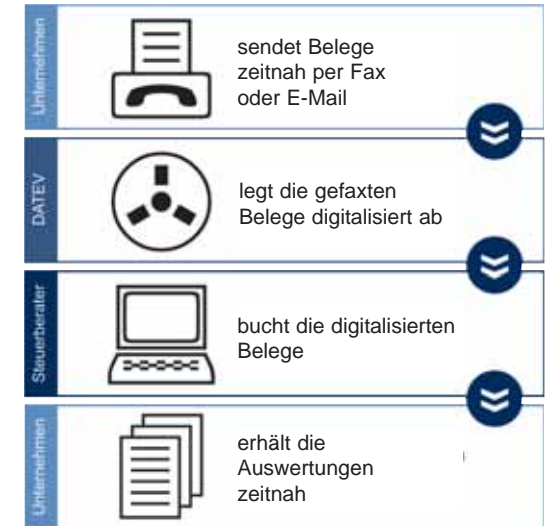 Unternehmen
sendet Belege
zeitnah per Fax
oder E-Mail
DATEV
legt die gefaxten
Belege digitalisiert ab
Steuerberater
bucht die digitalisierten
Belege
Unternehmen
erhält die
Auswertungen
zeitnah